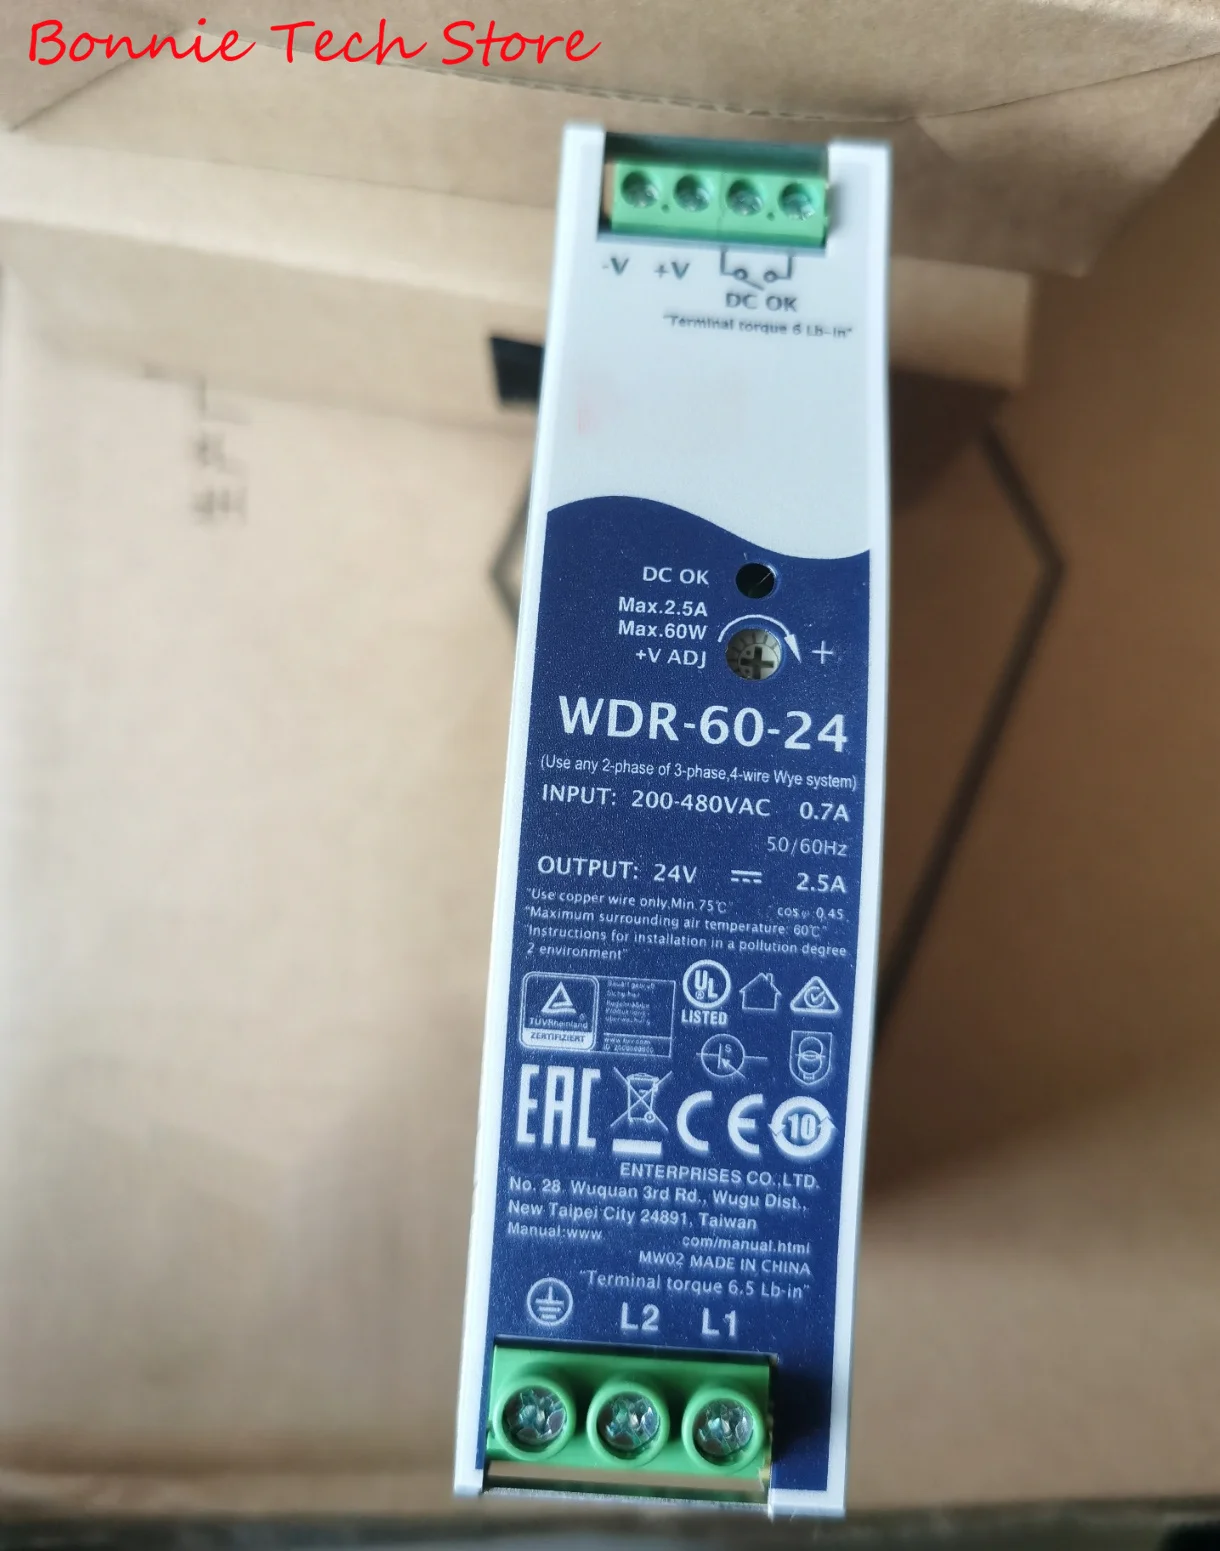 Bonnie Tech Store
-V +V
DC OK
"Terminal torque 6 Lb-in"
DC OK
Max.2.5A
Max.60W
+V ADJ +
WDR-60-24
(Use any 2-phase of 3-phase,4-wire Wye system)
INPUT: 200-480VAC 0.7A
50/60Hz
OUTPUT: 24V 2.5A
"Use copper wire only,Min.75℃" cosφ 0.45
"Maximum surrounding air temperature: 60℃"
"Instructions for installation in a pollution degree
2 environment"
UL
LISTED
TÜVRheinland
ZERTIFIZIERT
S
EAC
CE
10
ENTERPRISES CO.,LTD.
No. 28, Wuquan 3rd Rd., Wugu Dist.,
New Taipei City 24891, Taiwan
Manual:www com/manual.html
MW02 MADE IN CHINA
"Terminal torque 6.5 Lb-in"
L2 L1